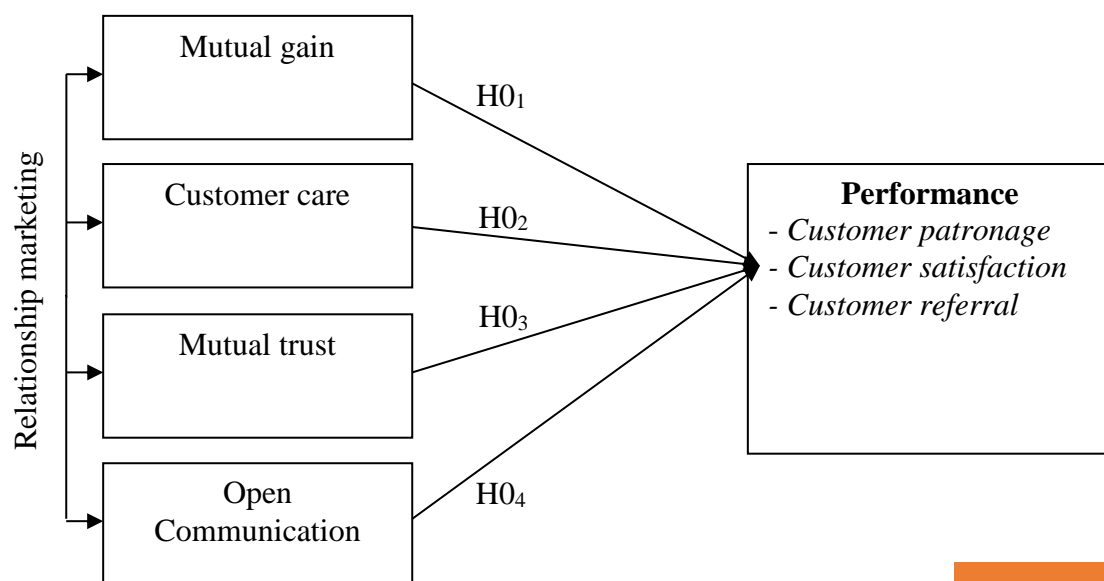 Relationship marketing
Mutual gain
Customer care
Mutual trust
Open
Communication
H0₁
H0₂
H0₃
H0₄
Performance
- Customer patronage
- Customer satisfaction
- Customer referral